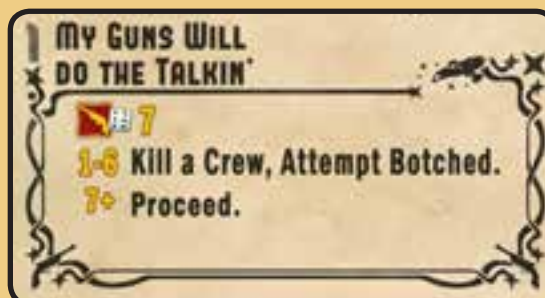 MY GUNS WILL
DO THE TALKIN'
7
1-6 Kill a Crew, Attempt Botched.
7+ Proceed.